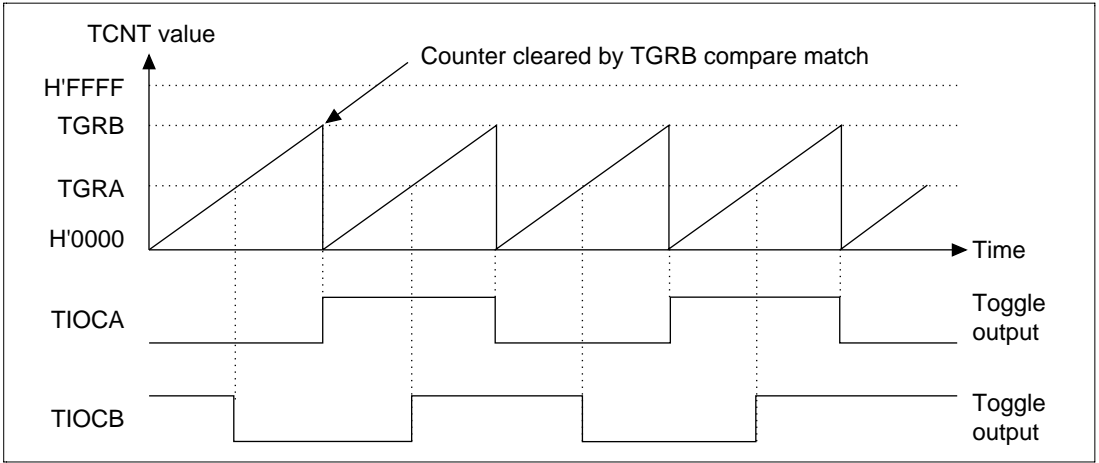 TCNT value
Counter cleared by TGRB compare match
H'FFFF
TGRB
TGRA
H'0000
Time
TIOCA
Toggle
output
TIOCB
Toggle
output